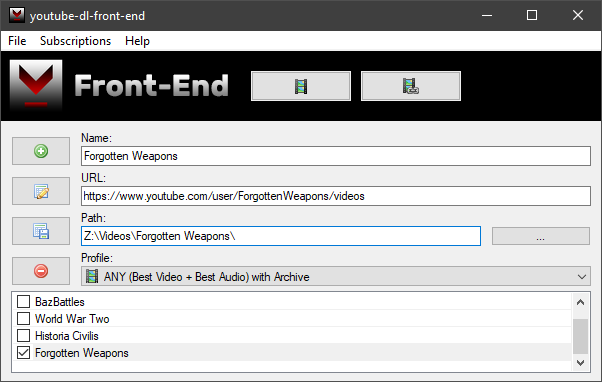 youtube-dl-front-end
File Subscriptions Help
Front-End
Name:
Forgotten Weapons
URL:
https://www.youtube.com/user/ForgottenWeapons/videos
Path:
Z:\Videos\Forgotten Weapons\
...
Profile:
ANY (Best Video + Best Audio) with Archive
BazBattles
World War Two
Historia Civilis
Forgotten Weapons